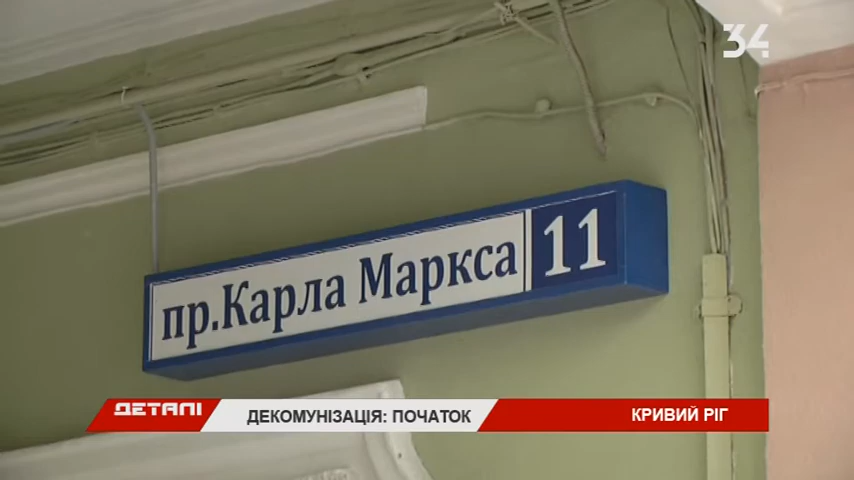 34
пр.Карла Маркса 11
ДЕТАЛІ ДЕКОМУНІЗАЦІЯ: ПОЧАТОК КРИВИЙ РІГ